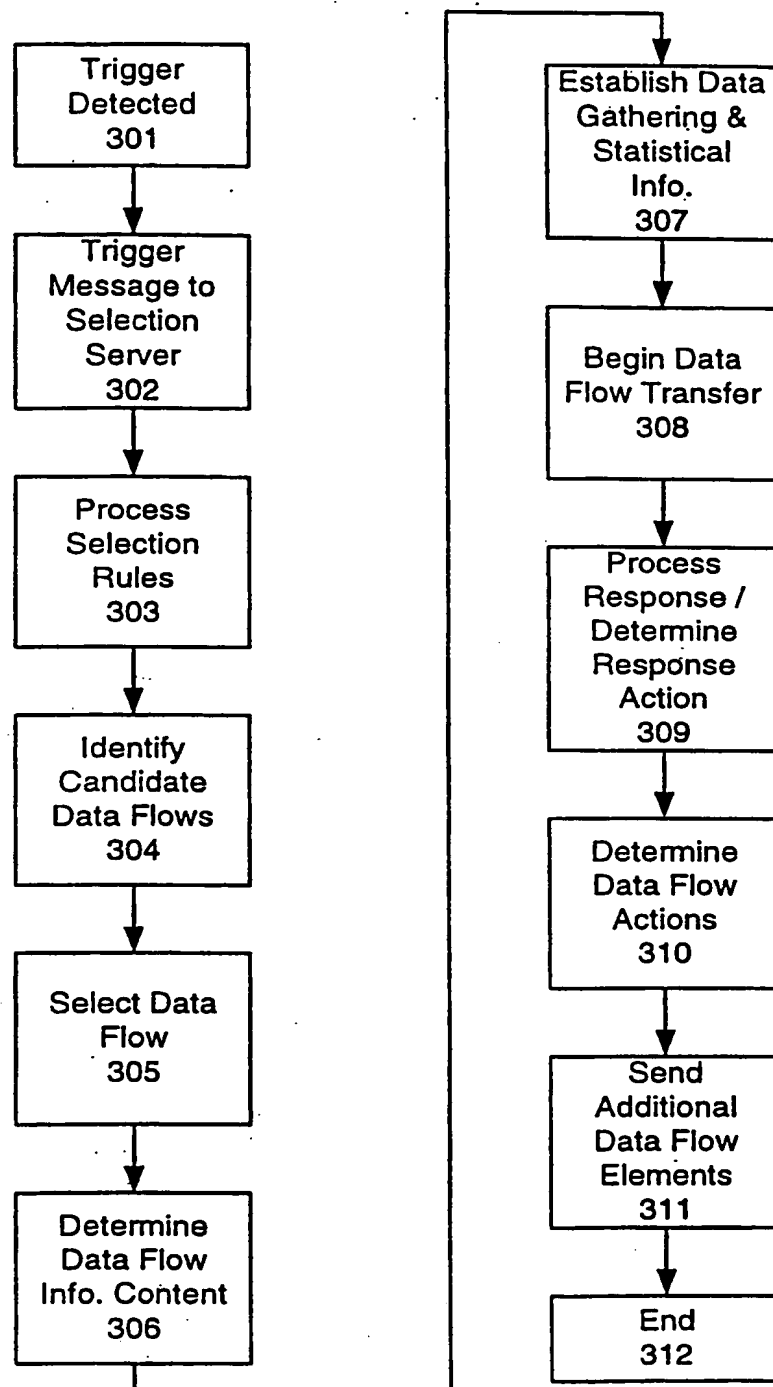 Trigger
Detected
301
Trigger
Message to
Selection
Server
302
Process
Selection
Rules
303
Identify
Candidate
Data Flows
304
Select Data
Flow
305
Determine
Data Flow
Info. Content
306
Establish Data
Gathering &
Statistical
Info.
307
Begin Data
Flow Transfer
308
Process
Response /
Determine
Response
Action
309
Determine
Data Flow
Actions
310
Send
Additional
Data Flow
Elements
311
End
312